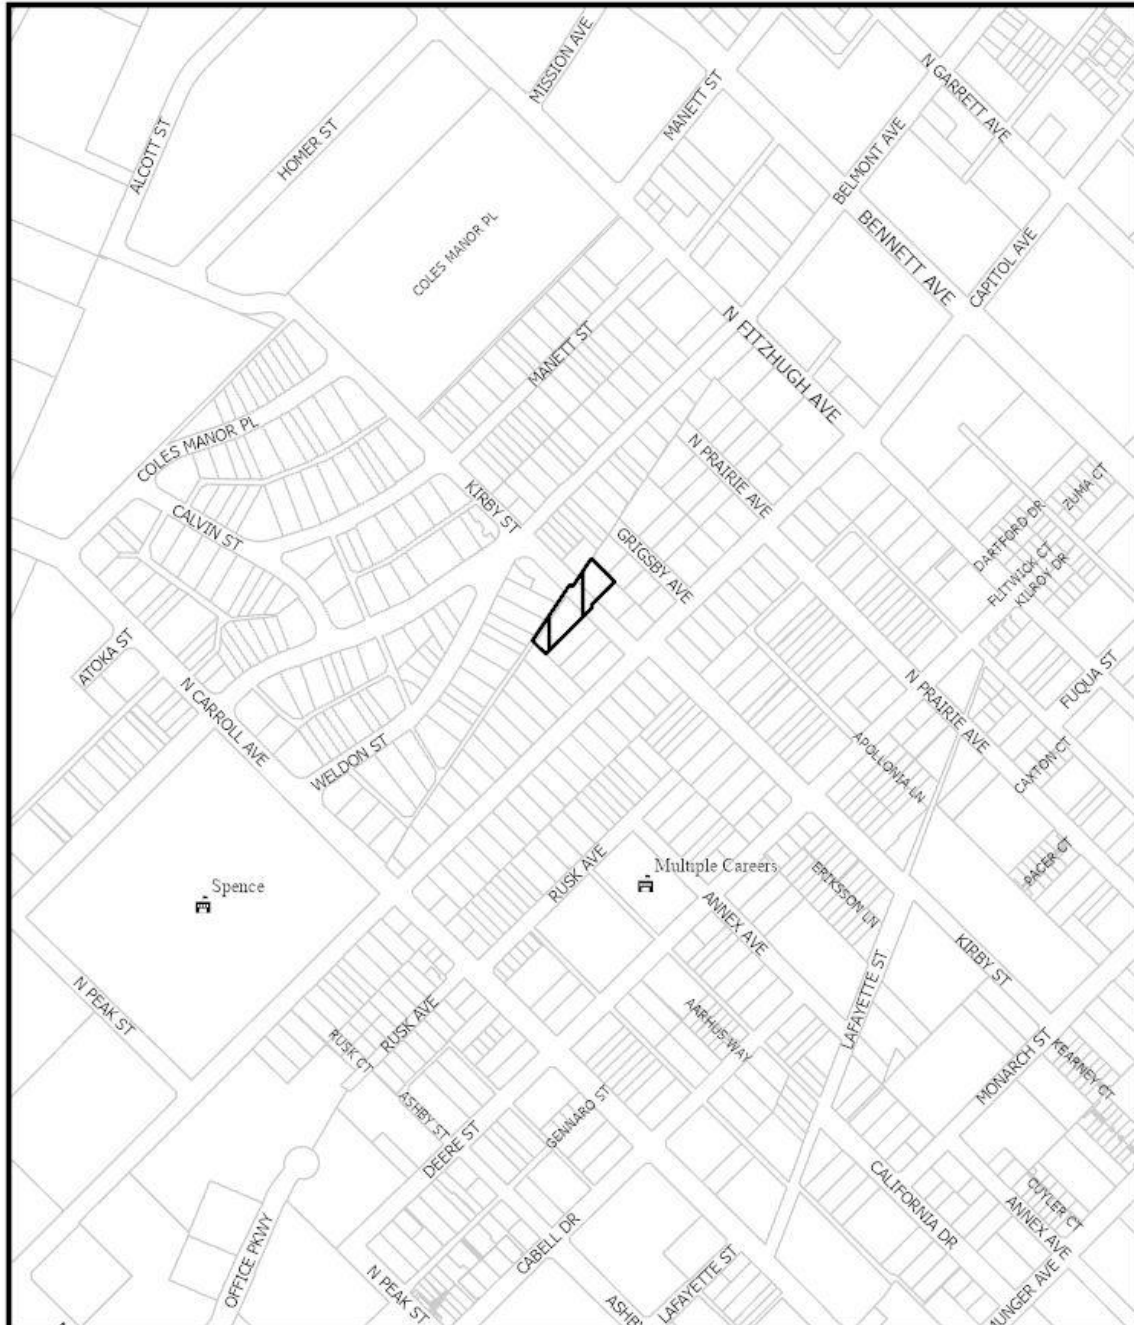 MISSION AVE
MANETT ST
N GARRETT AVE
ALCOTT ST
HOMER ST
BELMONT AVE
COLES MANOR PL
BENNETT AVE
CAPITOL AVE
MANETT ST
N FITZHUGH AVE
COLES MANOR PL
N PRAIRIE AVE
KIRBY ST
CALVIN ST
ZUMA CT
DARTFORD DR
GRIGSBY AVE
FLITWICK CT
KILROY DR
ATOKA ST
N CARROLL AVE
N PRAIRIE AVE
FUQUA ST
WELDON ST
APOLLONIA LN
CAXTON CT
RUSK AVE
Multiple Careers
PACER CT
Spence
ERIKSSON LN
ANNEX AVE
KIRBY ST
N PEAK ST
LAFAYETTE ST
RUSK AVE
AARHUS WAY
RUSK CT
MONARCH ST
KEARNEY CT
ASHBY ST
GENNARO ST
DEERE ST
CALIFORNIA DR
CUYLER CT
ANNEX AVE
OFFICE PKWY
CABELL DR
N PEAK ST
LAFAYETTE ST
MUNGER AVE